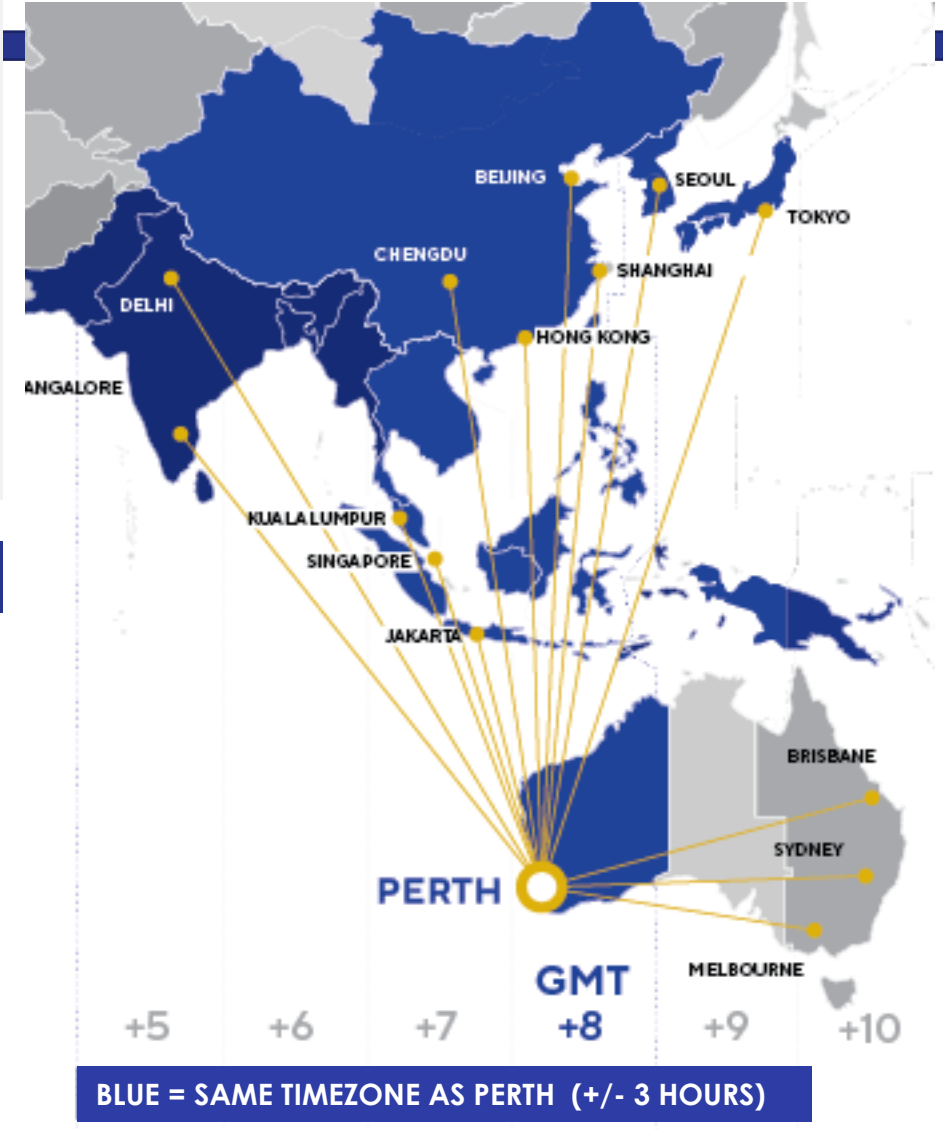 BEIJING
SEOUL
TOKYO
CHENGDU
SHANGHAI
DELHI
HONG KONG
ANGALORE
KUALA LUMPUR
SINGAPORE
JAKARTA
BRISBANE
SYDNEY
PERTH
MELBOURNE
GMT
+5 +6 +7 +8 +9 +10
BLUE = SAME TIMEZONE AS PERTH (+/- 3 HOURS)